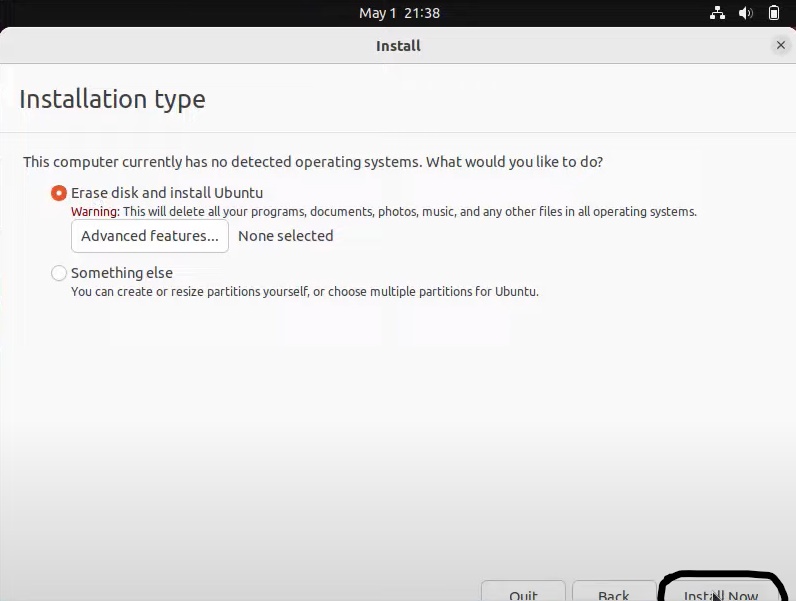 May 1 21:38
Install
Installation type
This computer currently has no detected operating systems. What would you like to do?
Erase disk and install Ubuntu
Warning: This will delete all your programs, documents, photos, music, and any other files in all operating systems.
Advanced features... None selected
Something else
You can create or resize partitions yourself, or choose multiple partitions for Ubuntu.
Quit Back Install Now